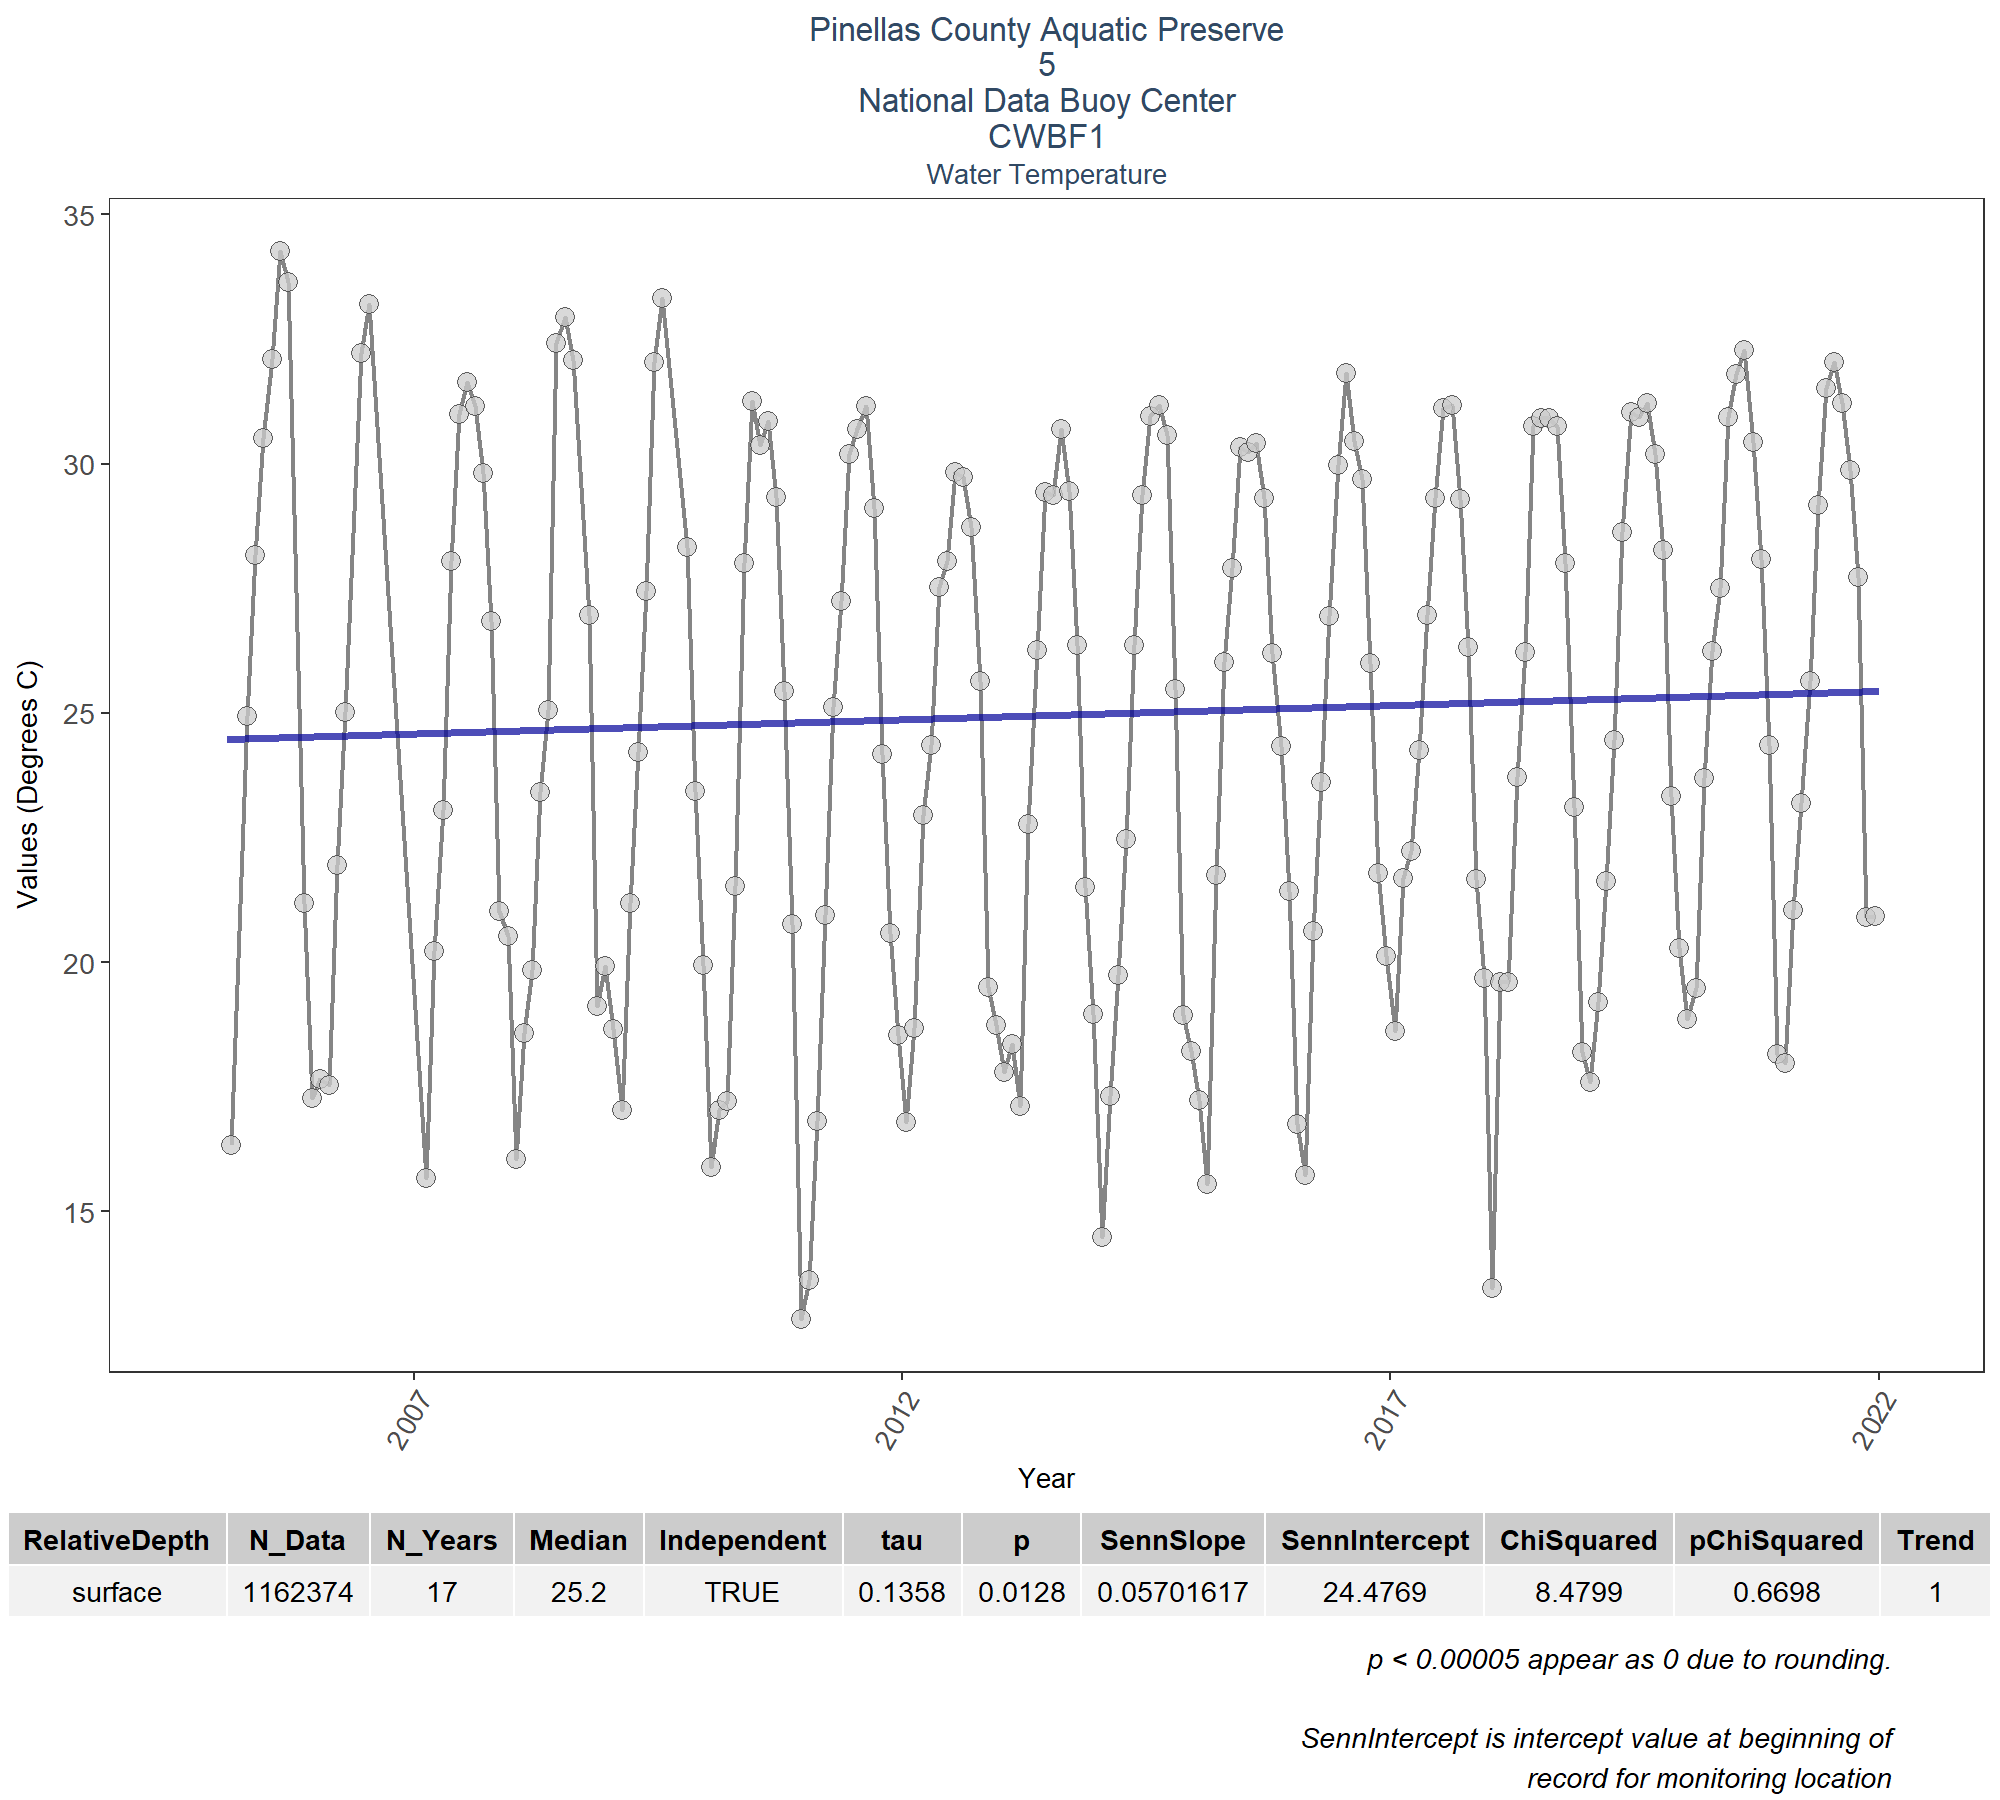 Pinellas County Aquatic Preserve
5
National Data Buoy Center
CWBF1
Water Temperature
35
30
25
20
15
Values (Degrees C)
2007
2012
2017
2022
Year
RelativeDepth N_Data N_Years Median Independent tau p SennSlope SennIntercept ChiSquared pChiSquared Trend
surface 1162374 17 25.2 TRUE 0.1358 0.0128 0.05701617 24.4769 8.4799 0.6698 1
p < 0.00005 appear as 0 due to rounding.
SennIntercept is intercept value at beginning of
record for monitoring location